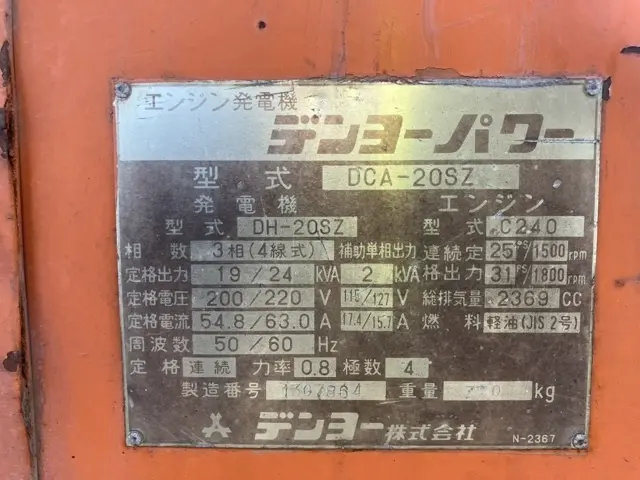 エンジン発電機
デンヨーパワー
型式 DCA-20SZ
発電機 エンジン
型式 DH-20SZ 型式 C240
相数 3相(4線式) 補助単相出力 連続定 25PS/1500rpm
定格出力 19/24 kVA 2 kVA 格出力 31PS/1800rpm
定格電圧 200/220 V 115/127 V 総排気量 2369 CC
定格電流 54.8/63.0 A 17.4/15.7 A 燃料 軽油(JIS 2号)
周波数 50/60 Hz
定格 連続 力率 0.8 極数 4
製造番号 重量 kg
デンヨー株式会社 N-2367